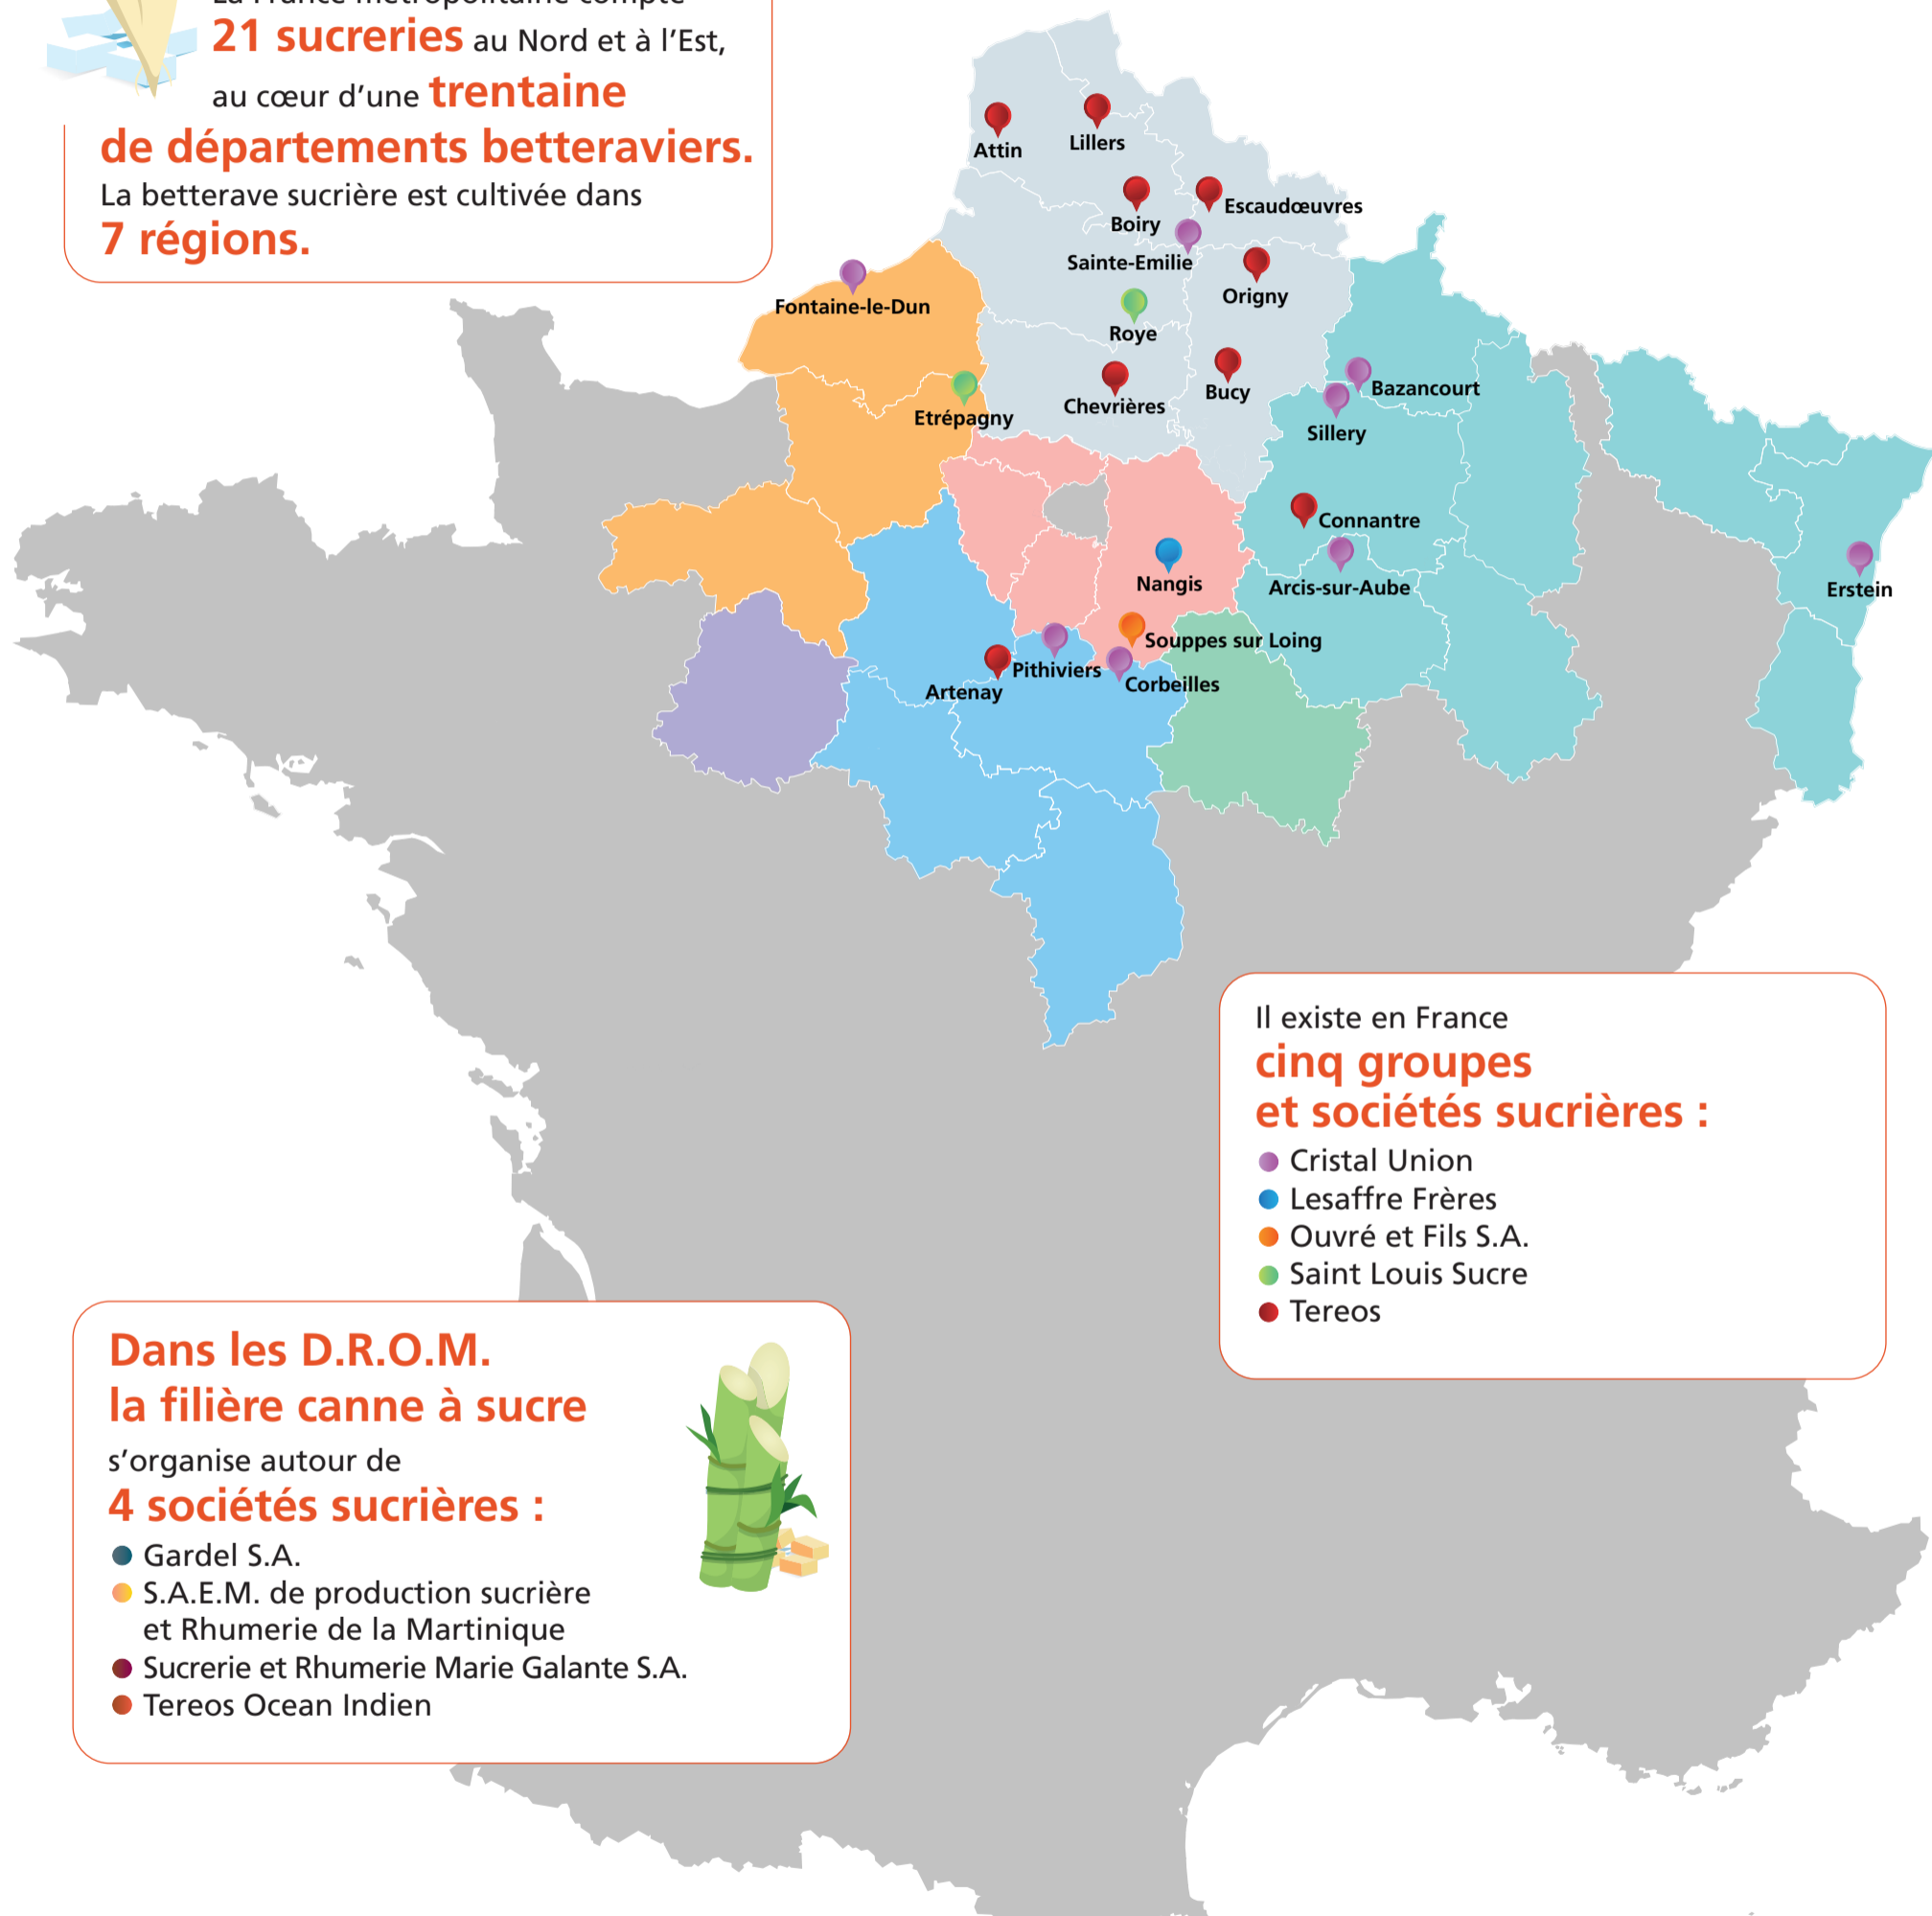 La France métropolitaine compte
21 sucreries au Nord et à l’Est,
au cœur d’une trentaine
de départements betteraviers.
La betterave sucrière est cultivée dans
7 régions.
Attin
Lillers
Boiry
Escaudœuvres
Sainte-Emilie
Origny
Fontaine-le-Dun
Roye
Etrépagny
Chevrières
Bucy
Bazancourt
Sillery
Connantre
Nangis
Arcis-sur-Aube
Erstein
Souppes sur Loing
Pithiviers
Corbeilles
Artenay
Il existe en France
cinq groupes
et sociétés sucrières :
Cristal Union
Lesaffre Frères
Ouvré et Fils S.A.
Saint Louis Sucre
Tereos
Dans les D.R.O.M.
la filière canne à sucre
s’organise autour de
4 sociétés sucrières :
Gardel S.A.
S.A.E.M. de production sucrière
et Rhumerie de la Martinique
Sucrerie et Rhumerie Marie Galante S.A.
Tereos Ocean Indien